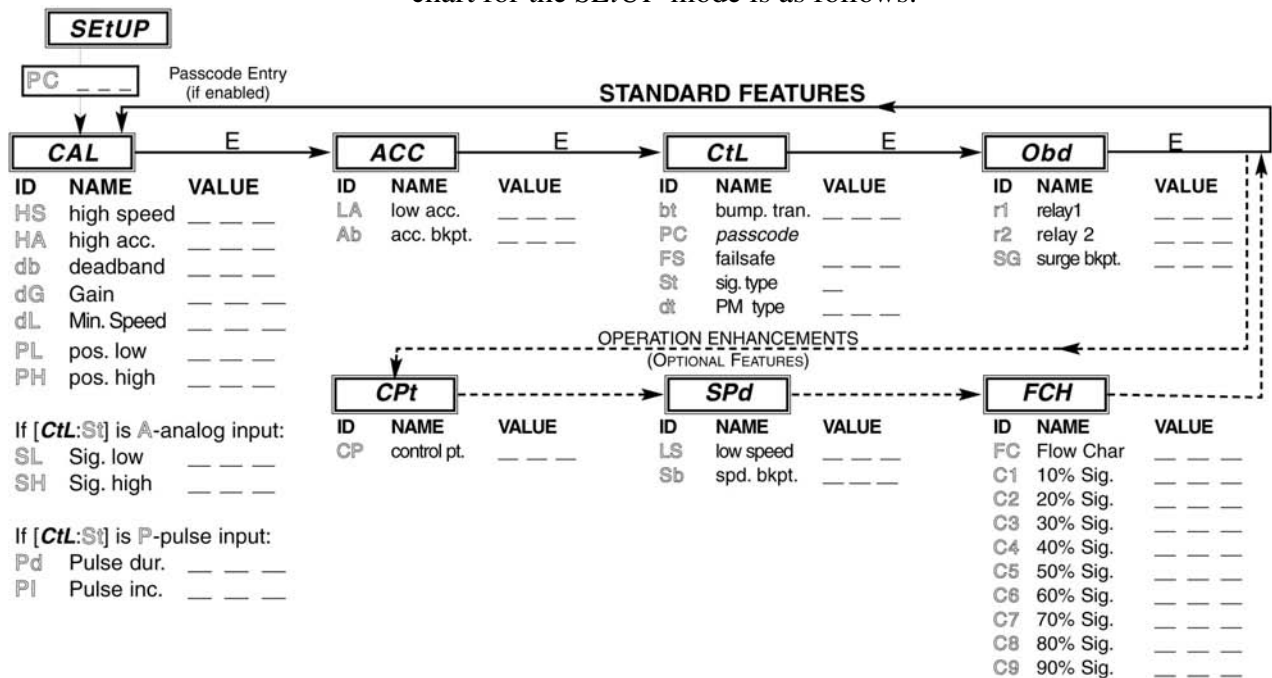 chart for the SEtUP mode is as follows:
SEtUP
PC _ _ _
Passcode Entry
(if enabled)
STANDARD FEATURES
CAL E ACC E CtL E Obd E
CAL
ID NAME VALUE
HS high speed _ _ _
HA high acc. _ _ _
db deadband _ _ _
dG Gain _ _ _
dL Min. Speed _ _ _
PL pos. low _ _ _
PH pos. high _ _ _
If [CtL:St] is A-analog input:
SL Sig. low _ _ _
SH Sig. high _ _ _
If [CtL:St] is P-pulse input:
Pd Pulse dur. _ _ _
PI Pulse inc. _ _ _
ID NAME VALUE
LA low acc. _ _ _
Ab acc. bkpt. _ _ _
ID NAME VALUE
bt bump. tran. _ _ _
PC passcode
FS failsafe _ _ _
St sig. type _
dt PM type _ _ _
ID NAME VALUE
r1 relay1 _ _ _
r2 relay 2 _ _ _
SG surge bkpt. _ _ _
OPERATION ENHANCEMENTS
(OPTIONAL FEATURES)
CPt
ID NAME VALUE
CP control pt. _ _ _
SPd
ID NAME VALUE
LS low speed _ _ _
Sb spd. bkpt. _ _ _
FCH
ID NAME VALUE
FC Flow Char _ _ _
C1 10% Sig. _ _ _
C2 20% Sig. _ _ _
C3 30% Sig. _ _ _
C4 40% Sig. _ _ _
C5 50% Sig. _ _ _
C6 60% Sig. _ _ _
C7 70% Sig. _ _ _
C8 80% Sig. _ _ _
C9 90% Sig. _ _ _